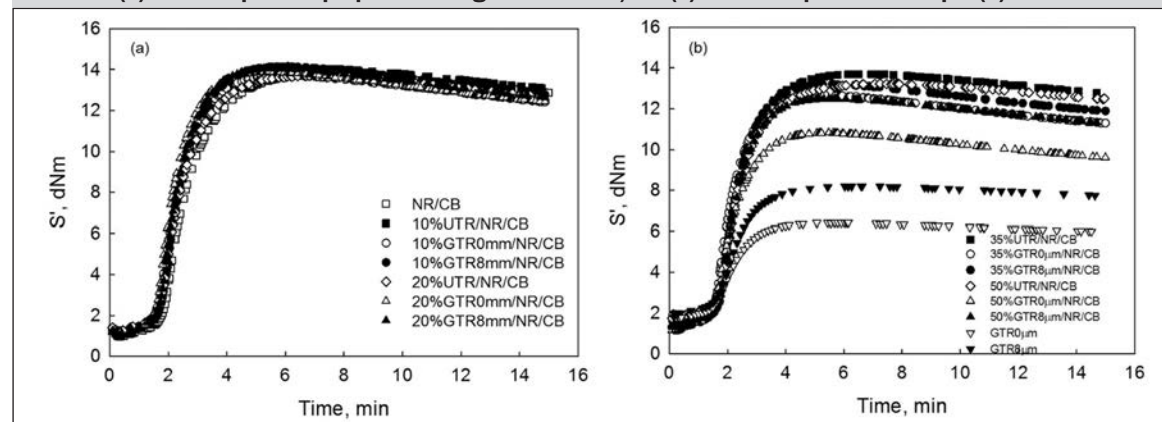 (a)
16
14
12
10
8
6
4
2
0
S', dNm
0 2 4 6 8 10 12 14 16
Time, min
NR/CB
10%UTR/NR/CB
10%GTR0mm/NR/CB
10%GTR8mm/NR/CB
20%UTR/NR/CB
20%GTR0mm/NR/CB
20%GTR8mm/NR/CB
(b)
16
14
12
10
8
6
4
2
0
S', dNm
0 2 4 6 8 10 12 14 16
Time, min
35%UTR/NR/CB
35%GTR0µm/NR/CB
35%GTR8µm/NR/CB
50%UTR/NR/CB
50%GTR0µm/NR/CB
50%GTR8µm/NR/CB
GTR0µm
GTR8µm